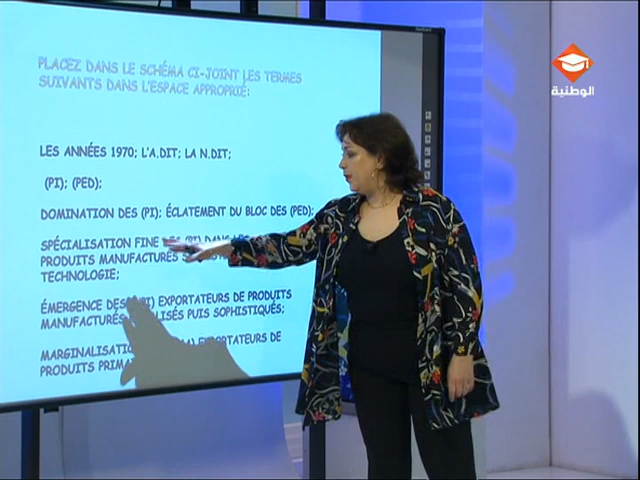 PLACEZ DANS LE SCHÉMA CI-JOINT LES TERMES
SUIVANTS DANS L'ESPACE APPROPRIÉ:
الوطنية
LES ANNÉES 1970; L'A.DIT; LA N.DIT;
(PI); (PED);
DOMINATION DES (PI); ÉCLATEMENT DU BLOC DES (PED);
SPÉCIALISATION FINE (PI) DANS
PRODUITS MANUFACTURÉS
TECHNOLOGIE;
ÉMERGENCE DES EXPORTATEURS DE PRODUITS
MANUFACTURÉS PUIS SOPHISTIQUÉS;
MARGINALISATION EXPORTATEURS DE
PRODUITS